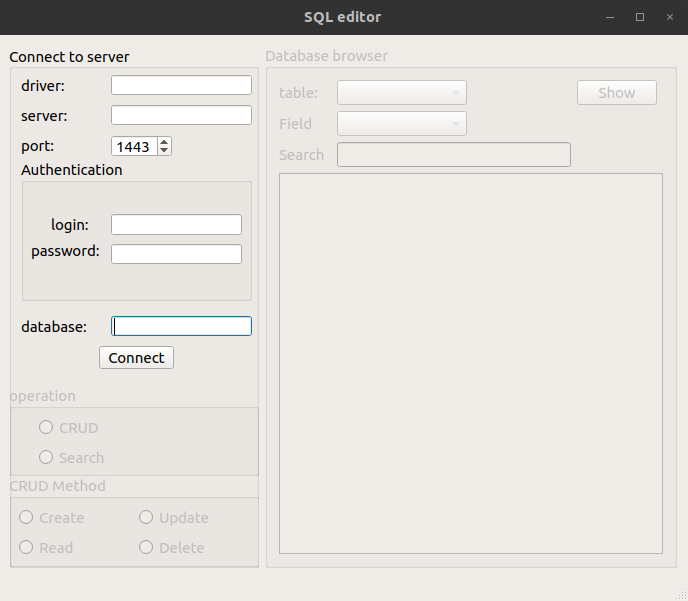 SQL editor
Connect to server
driver:
server:
port: 1443
Authentication
login:
password:
database:
Connect
operation
CRUD
Search
CRUD Method
Create Update
Read Delete
Database browser
table: Show
Field
Search